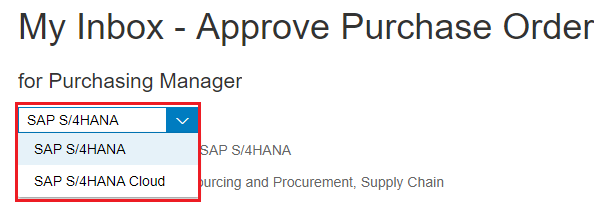 My Inbox - Approve Purchase Order
for Purchasing Manager
SAP S/4HANA
SAP S/4HANA SAP S/4HANA
SAP S/4HANA Cloud and Procurement, Supply Chain